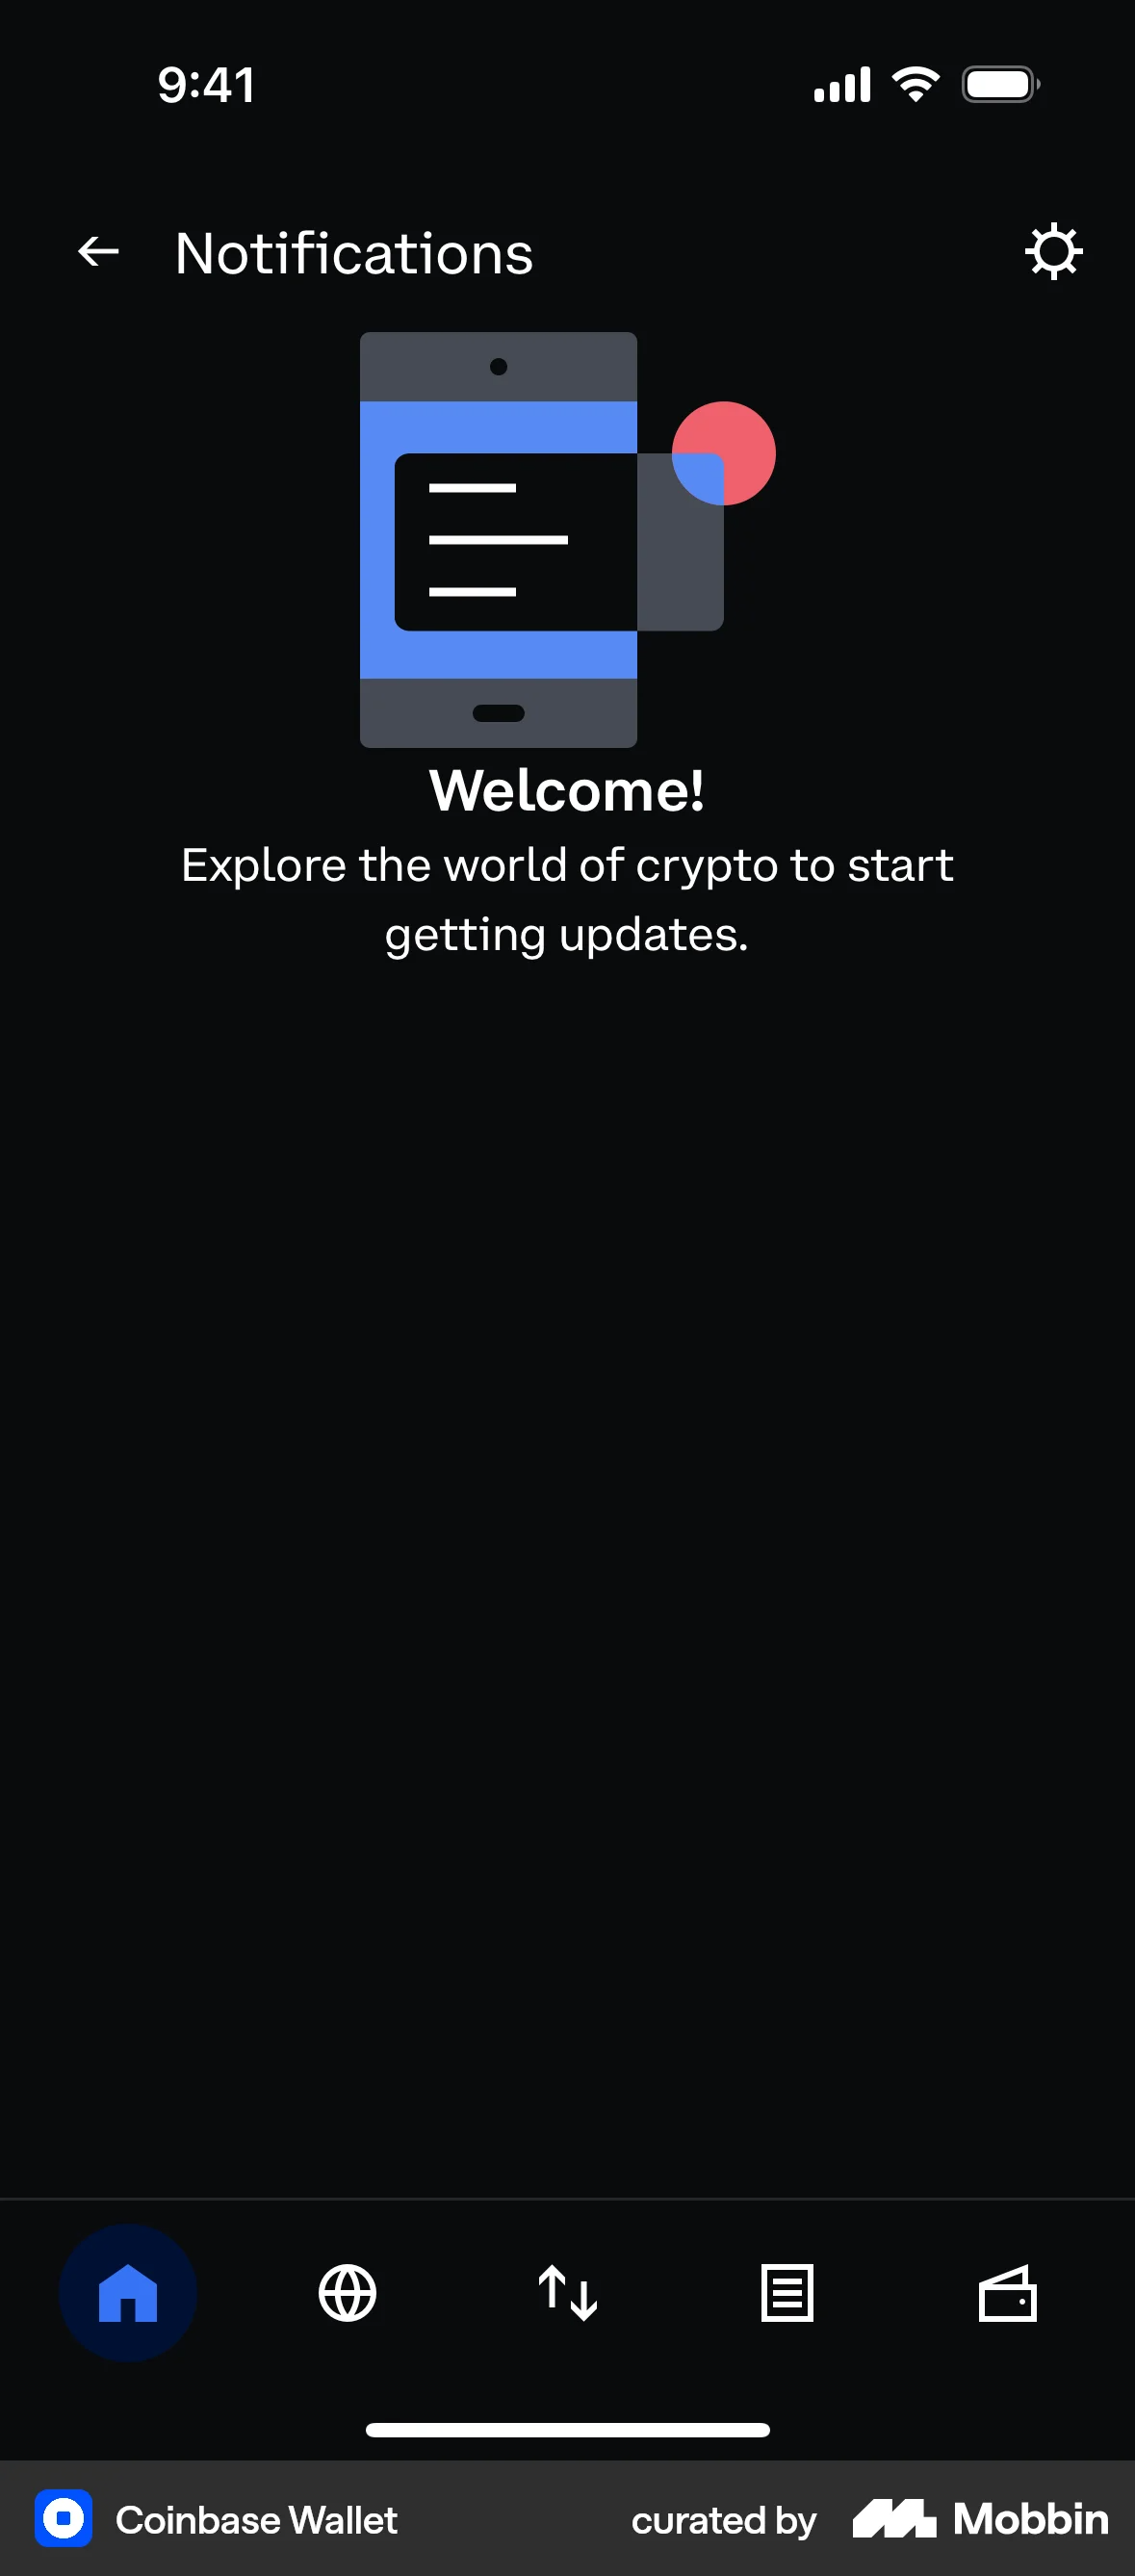 9:41
Notifications
Welcome!
Explore the world of crypto to start
getting updates.
Coinbase Wallet
curated by Mobbin